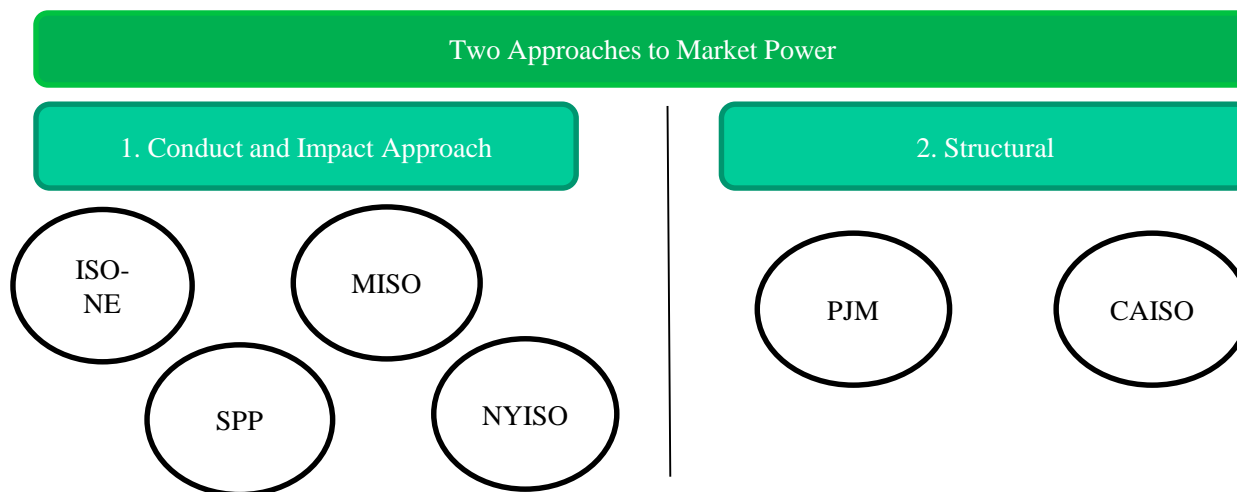 Two Approaches to Market Power
1. Conduct and Impact Approach
2. Structural
ISO-
NE
MISO
SPP
NYISO
PJM
CAISO